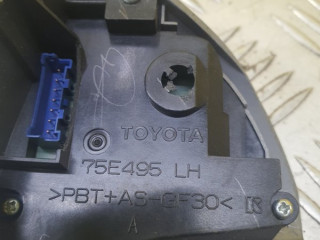 TOYOTA
75E495 LH
>PBT+AS-GF30<
A